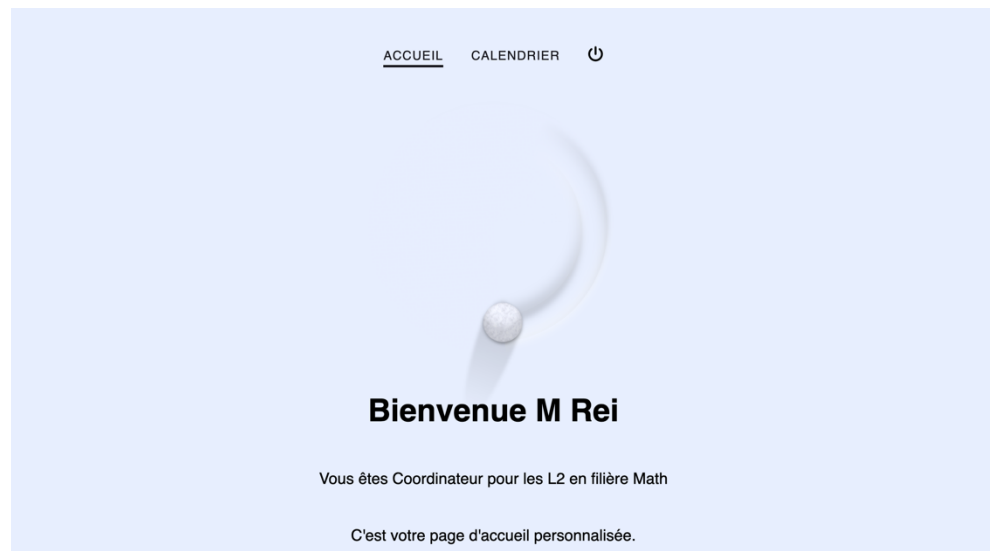 ACCUEIL CALENDRIER
Bienvenue M Rei
Vous êtes Coordinateur pour les L2 en filière Math
C'est votre page d'accueil personnalisée.